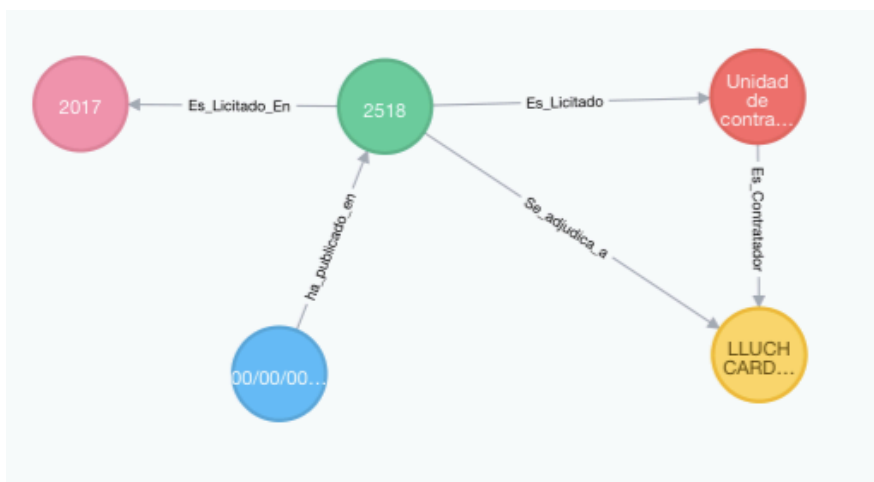 2017
Es_Licitado_En
2518
Es_Licitado
Unidad
de
contra...
Es_Contratador
Se_adjudica_a
ha_publicado_en
00/00/00...
LLUCH
CARD...